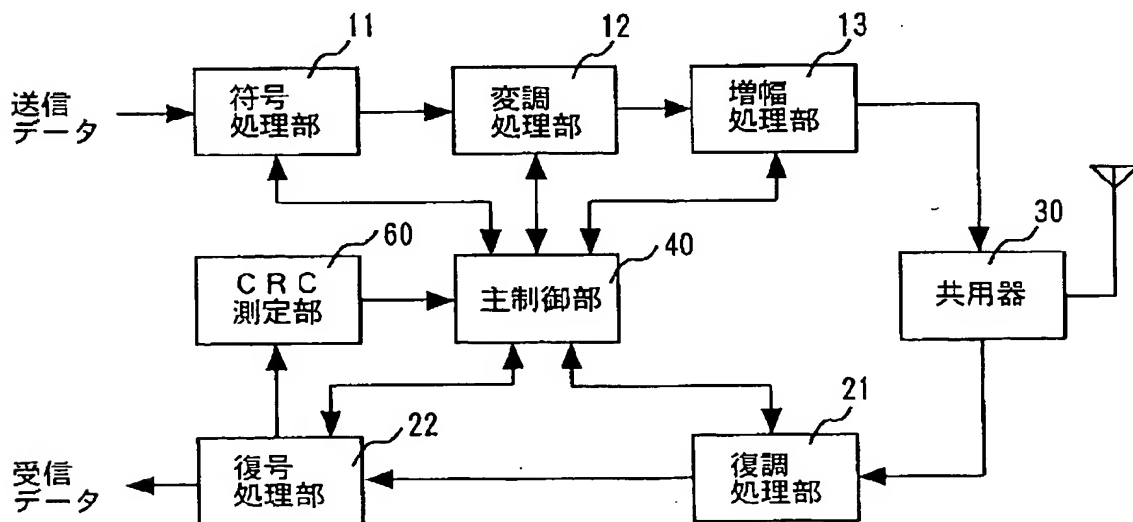 11
12
13
送信
データ
符号
処理部
変調
処理部
増幅
処理部
60
40
30
CRC
測定部
主制御部
共用器
22
21
受信
データ
復号
処理部
復調
処理部